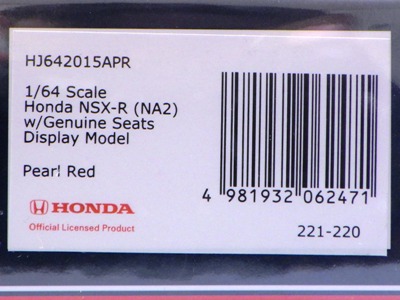 HJ642015APR
1/64 Scale
Honda NSX-R (NA2)
w/Genuine Seats
Display Model
Pearl Red
HONDA
Official Licensed Product
4 981932 062471
221-220